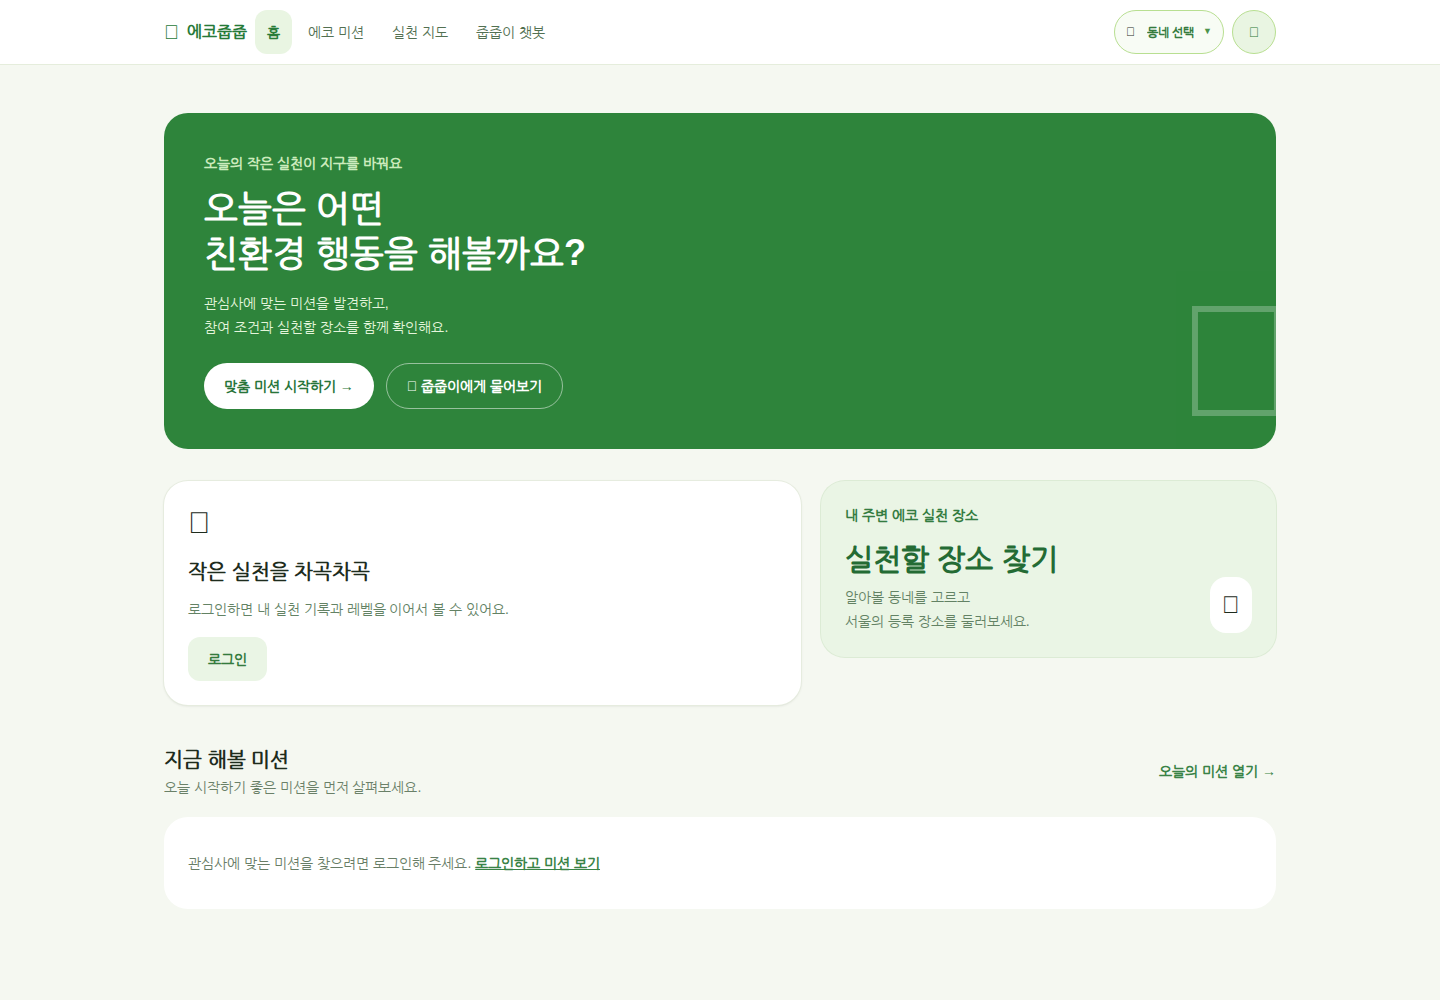 에코줍줍
홈
에코 미션
실천 지도
줍줍이 챗봇
동네 선택 ▼
오늘의 작은 실천이 지구를 바꿔요
오늘은 어떤
친환경 행동을 해볼까요?
관심사에 맞는 미션을 발견하고,
참여 조건과 실천할 장소를 함께 확인해요.
맞춤 미션 시작하기 →
줍줍이에게 물어보기
작은 실천을 차곡차곡
로그인하면 내 실천 기록과 레벨을 이어서 볼 수 있어요.
로그인
내 주변 에코 실천 장소
실천할 장소 찾기
알아볼 동네를 고르고
서울의 등록 장소를 둘러보세요.
지금 해볼 미션
오늘 시작하기 좋은 미션을 먼저 살펴보세요.
오늘의 미션 열기 →
관심사에 맞는 미션을 찾으려면 로그인해 주세요. 로그인하고 미션 보기